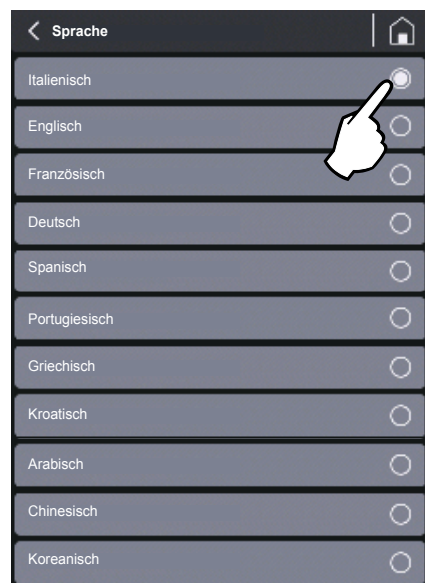 Sprache
Italienisch
Englisch
Französisch
Deutsch
Spanisch
Portugiesisch
Griechisch
Kroatisch
Arabisch
Chinesisch
Koreanisch